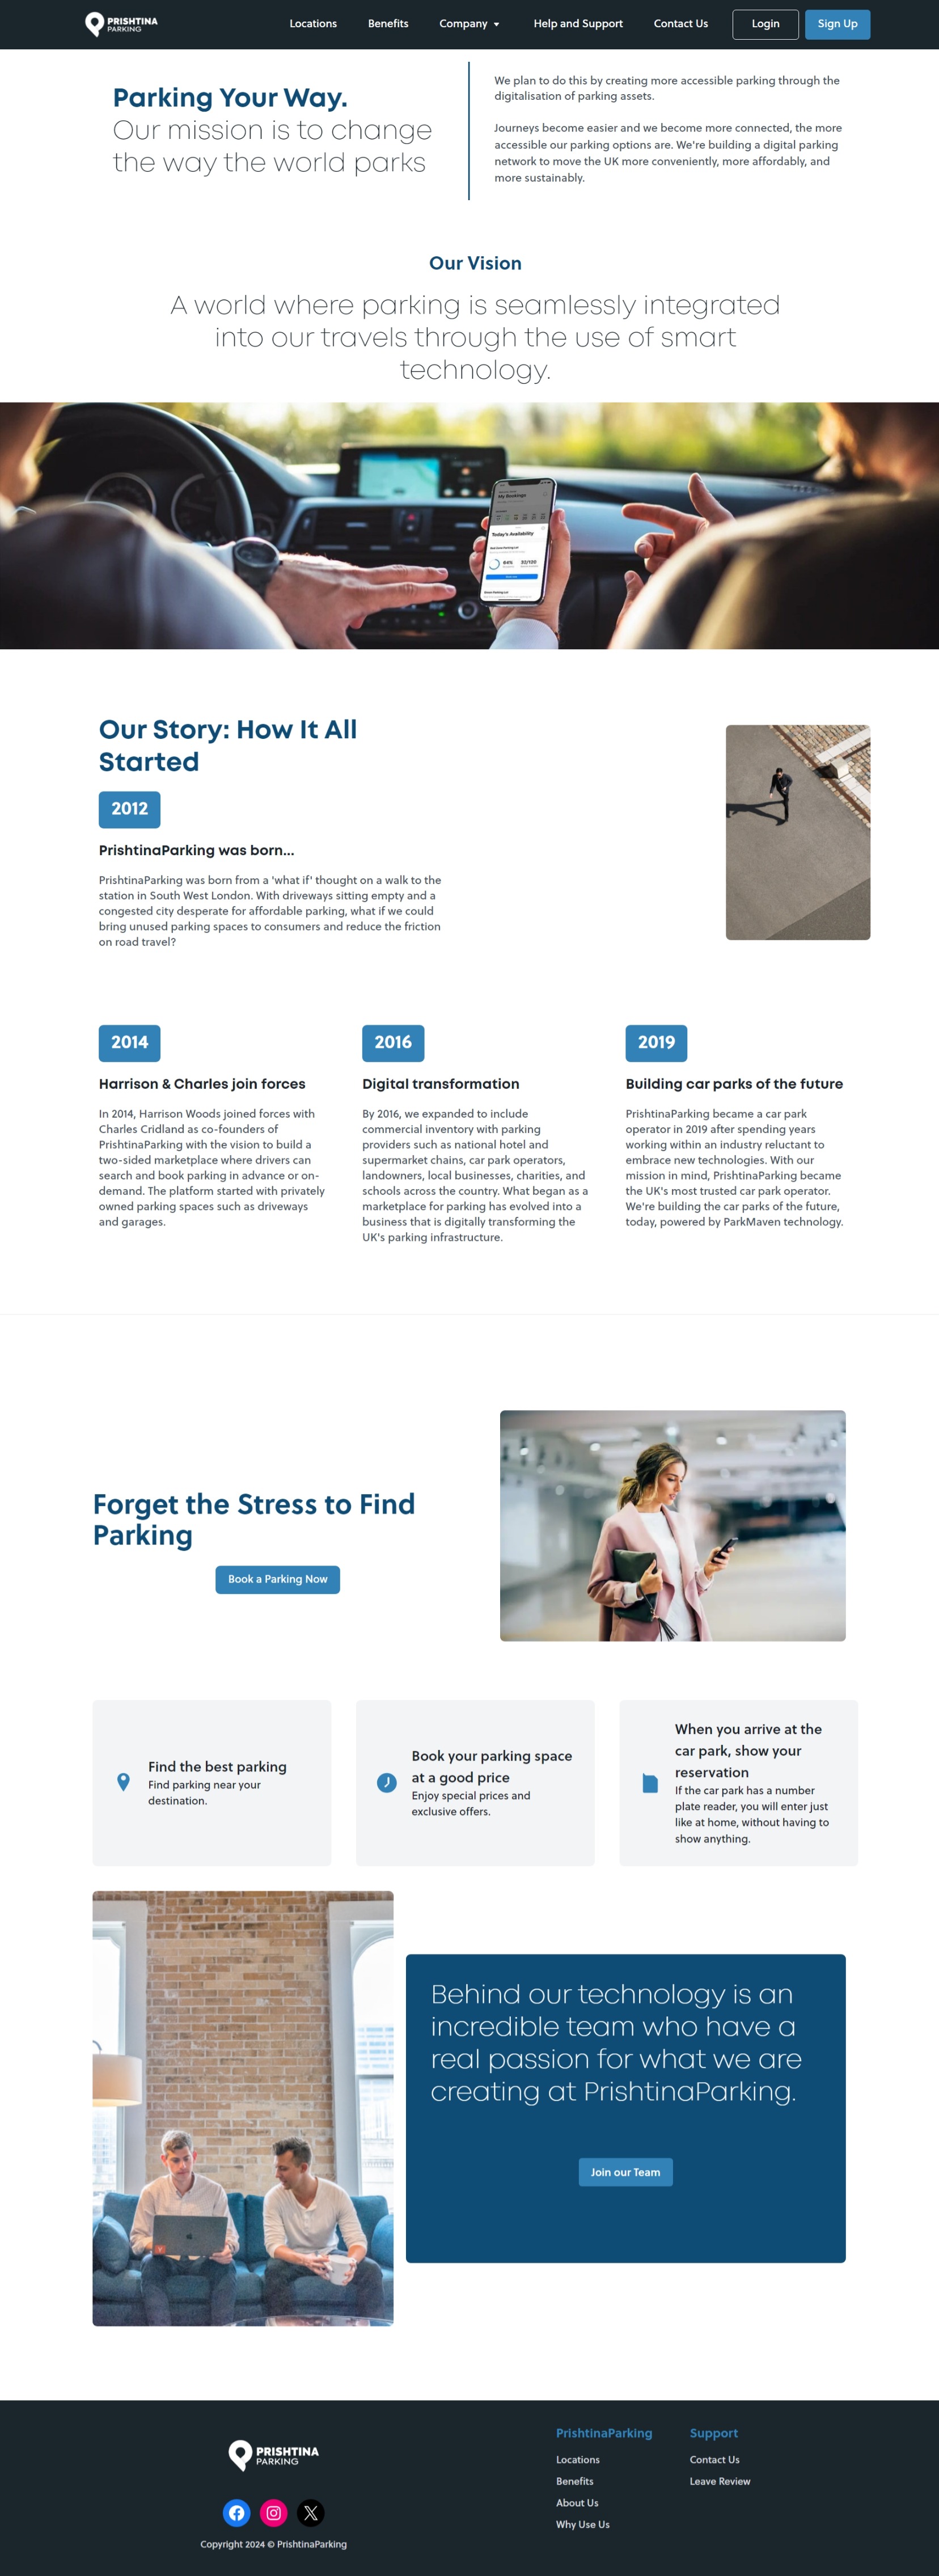 PRISHTINA
PARKING
Locations
Benefits
Company
Help and Support
Contact Us
Login
Sign Up
Parking Your Way.
Our mission is to change
the way the world parks
We plan to do this by creating more accessible parking through the
digitalisation of parking assets.
Journeys become easier and we become more connected, the more
accessible our parking options are. We're building a digital parking
network to move the UK more conveniently, more affordably, and
more sustainably.
Our Vision
A world where parking is seamlessly integrated
into our travels through the use of smart
technology.
My Bookings
Today's Availability
Our Story: How It All
Started
2012
PrishtinaParking was born...
PrishtinaParking was born from a 'what if' thought on a walk to the
station in South West London. With driveways sitting empty and a
congested city desperate for affordable parking, what if we could
bring unused parking spaces to consumers and reduce the friction
on road travel?
2014
Harrison & Charles join forces
In 2014, Harrison Woods joined forces with
Charles Cridland as co-founders of
PrishtinaParking with the vision to build a
two-sided marketplace where drivers can
search and book parking in advance or on-
demand. The platform started with privately
owned parking spaces such as driveways
and garages.
2016
Digital transformation
By 2016, we expanded to include
commercial inventory with parking
providers such as national hotel and
supermarket chains, car park operators,
landowners, local businesses, charities, and
schools across the country. What began as a
marketplace for parking has evolved into a
business that is digitally transforming the
UK's parking infrastructure.
2019
Building car parks of the future
PrishtinaParking became a car park
operator in 2019 after spending years
working within an industry reluctant to
embrace new technologies. With our
mission in mind, PrishtinaParking became
the UK's most trusted car park operator.
We're building the car parks of the future,
today, powered by ParkMaven technology.
Forget the Stress to Find
Parking
Book a Parking Now
Find the best parking
Find parking near your
destination.
Book your parking space
at a good price
Enjoy special prices and
exclusive offers.
When you arrive at the
car park, show your
reservation
If the car park has a number
plate reader, you will enter just
like at home, without having to
show anything.
Behind our technology is an
incredible team who have a
real passion for what we are
creating at PrishtinaParking.
Join our Team
PRISHTINA
PARKING
Copyright 2024 © PrishtinaParking
PrishtinaParking
Locations
Benefits
About Us
Why Use Us
Support
Contact Us
Leave Review